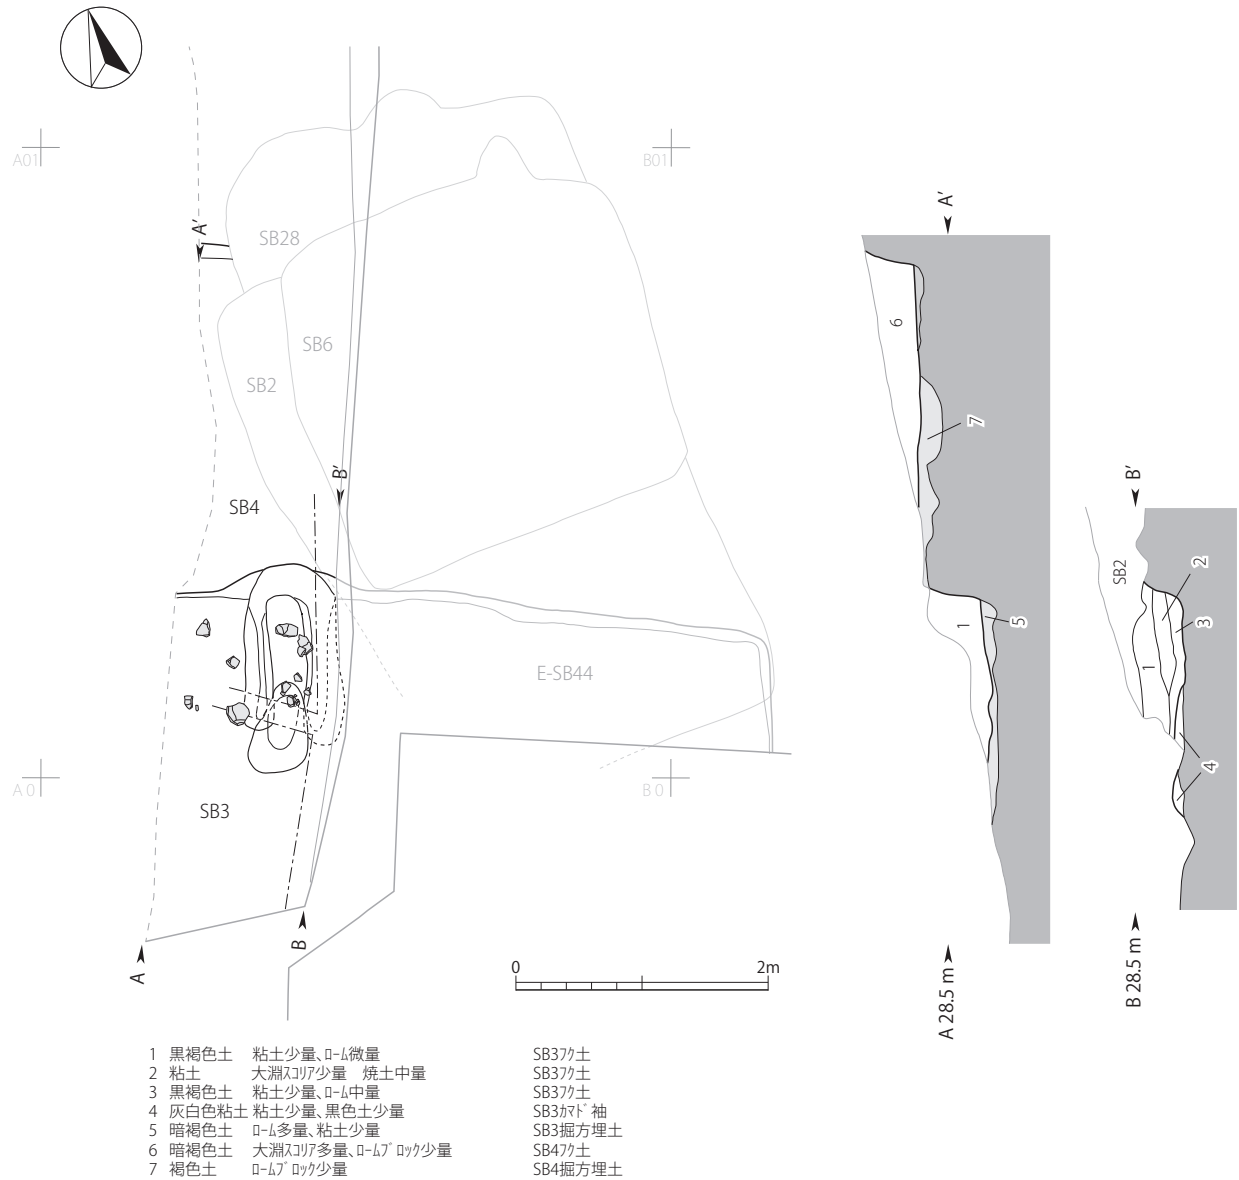 A01
B01
A'
A'
SB28
SB6
SB2
B'
SB4
6
7
B'
SB2
2
3
1
5
1
4
E-SB44
A 0
B 0
SB3
A
B
0 2m
A 28.5 m
B 28.5 m
1 黒褐色土 粘土少量、ﾛｰﾑ微量 SB3ﾌｸ土
2 粘土 大淵ｽｺﾘｱ少量 焼土中量 SB3ﾌｸ土
3 黒褐色土 粘土少量、ﾛｰﾑ中量 SB3ﾌｸ土
4 灰白色粘土 粘土少量、黒色土少量 SB3ｶﾏﾄﾞ袖
5 暗褐色土 ﾛｰﾑ多量、粘土少量 SB3掘方埋土
6 暗褐色土 大淵ｽｺﾘｱ多量、ﾛｰﾑﾌﾞﾛｯｸ少量 SB4ﾌｸ土
7 褐色土 ﾛｰﾑﾌﾞﾛｯｸ少量 SB4掘方埋土